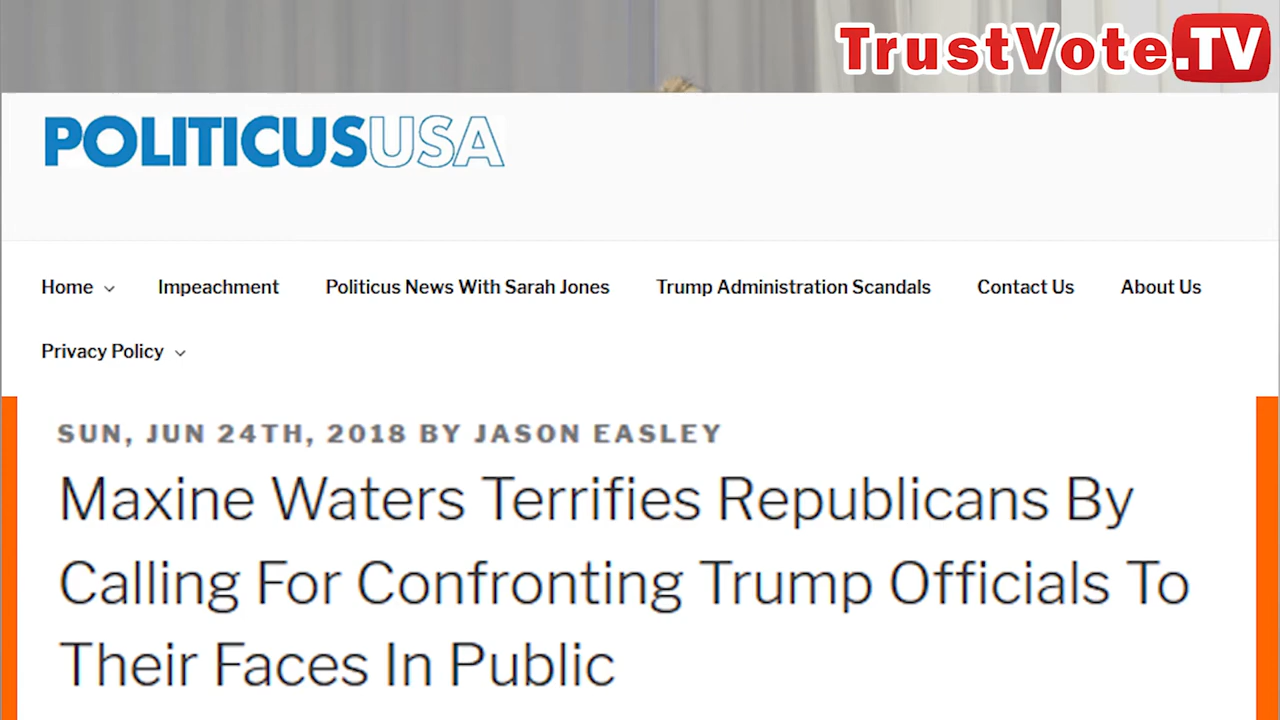 TrustVote.TV
POLITICUSUSA
Home Impeachment Politicus News With Sarah Jones Trump Administration Scandals Contact Us About Us
Privacy Policy
SUN, JUN 24TH, 2018 BY JASON EASLEY
Maxine Waters Terrifies Republicans By
Calling For Confronting Trump Officials To
Their Faces In Public